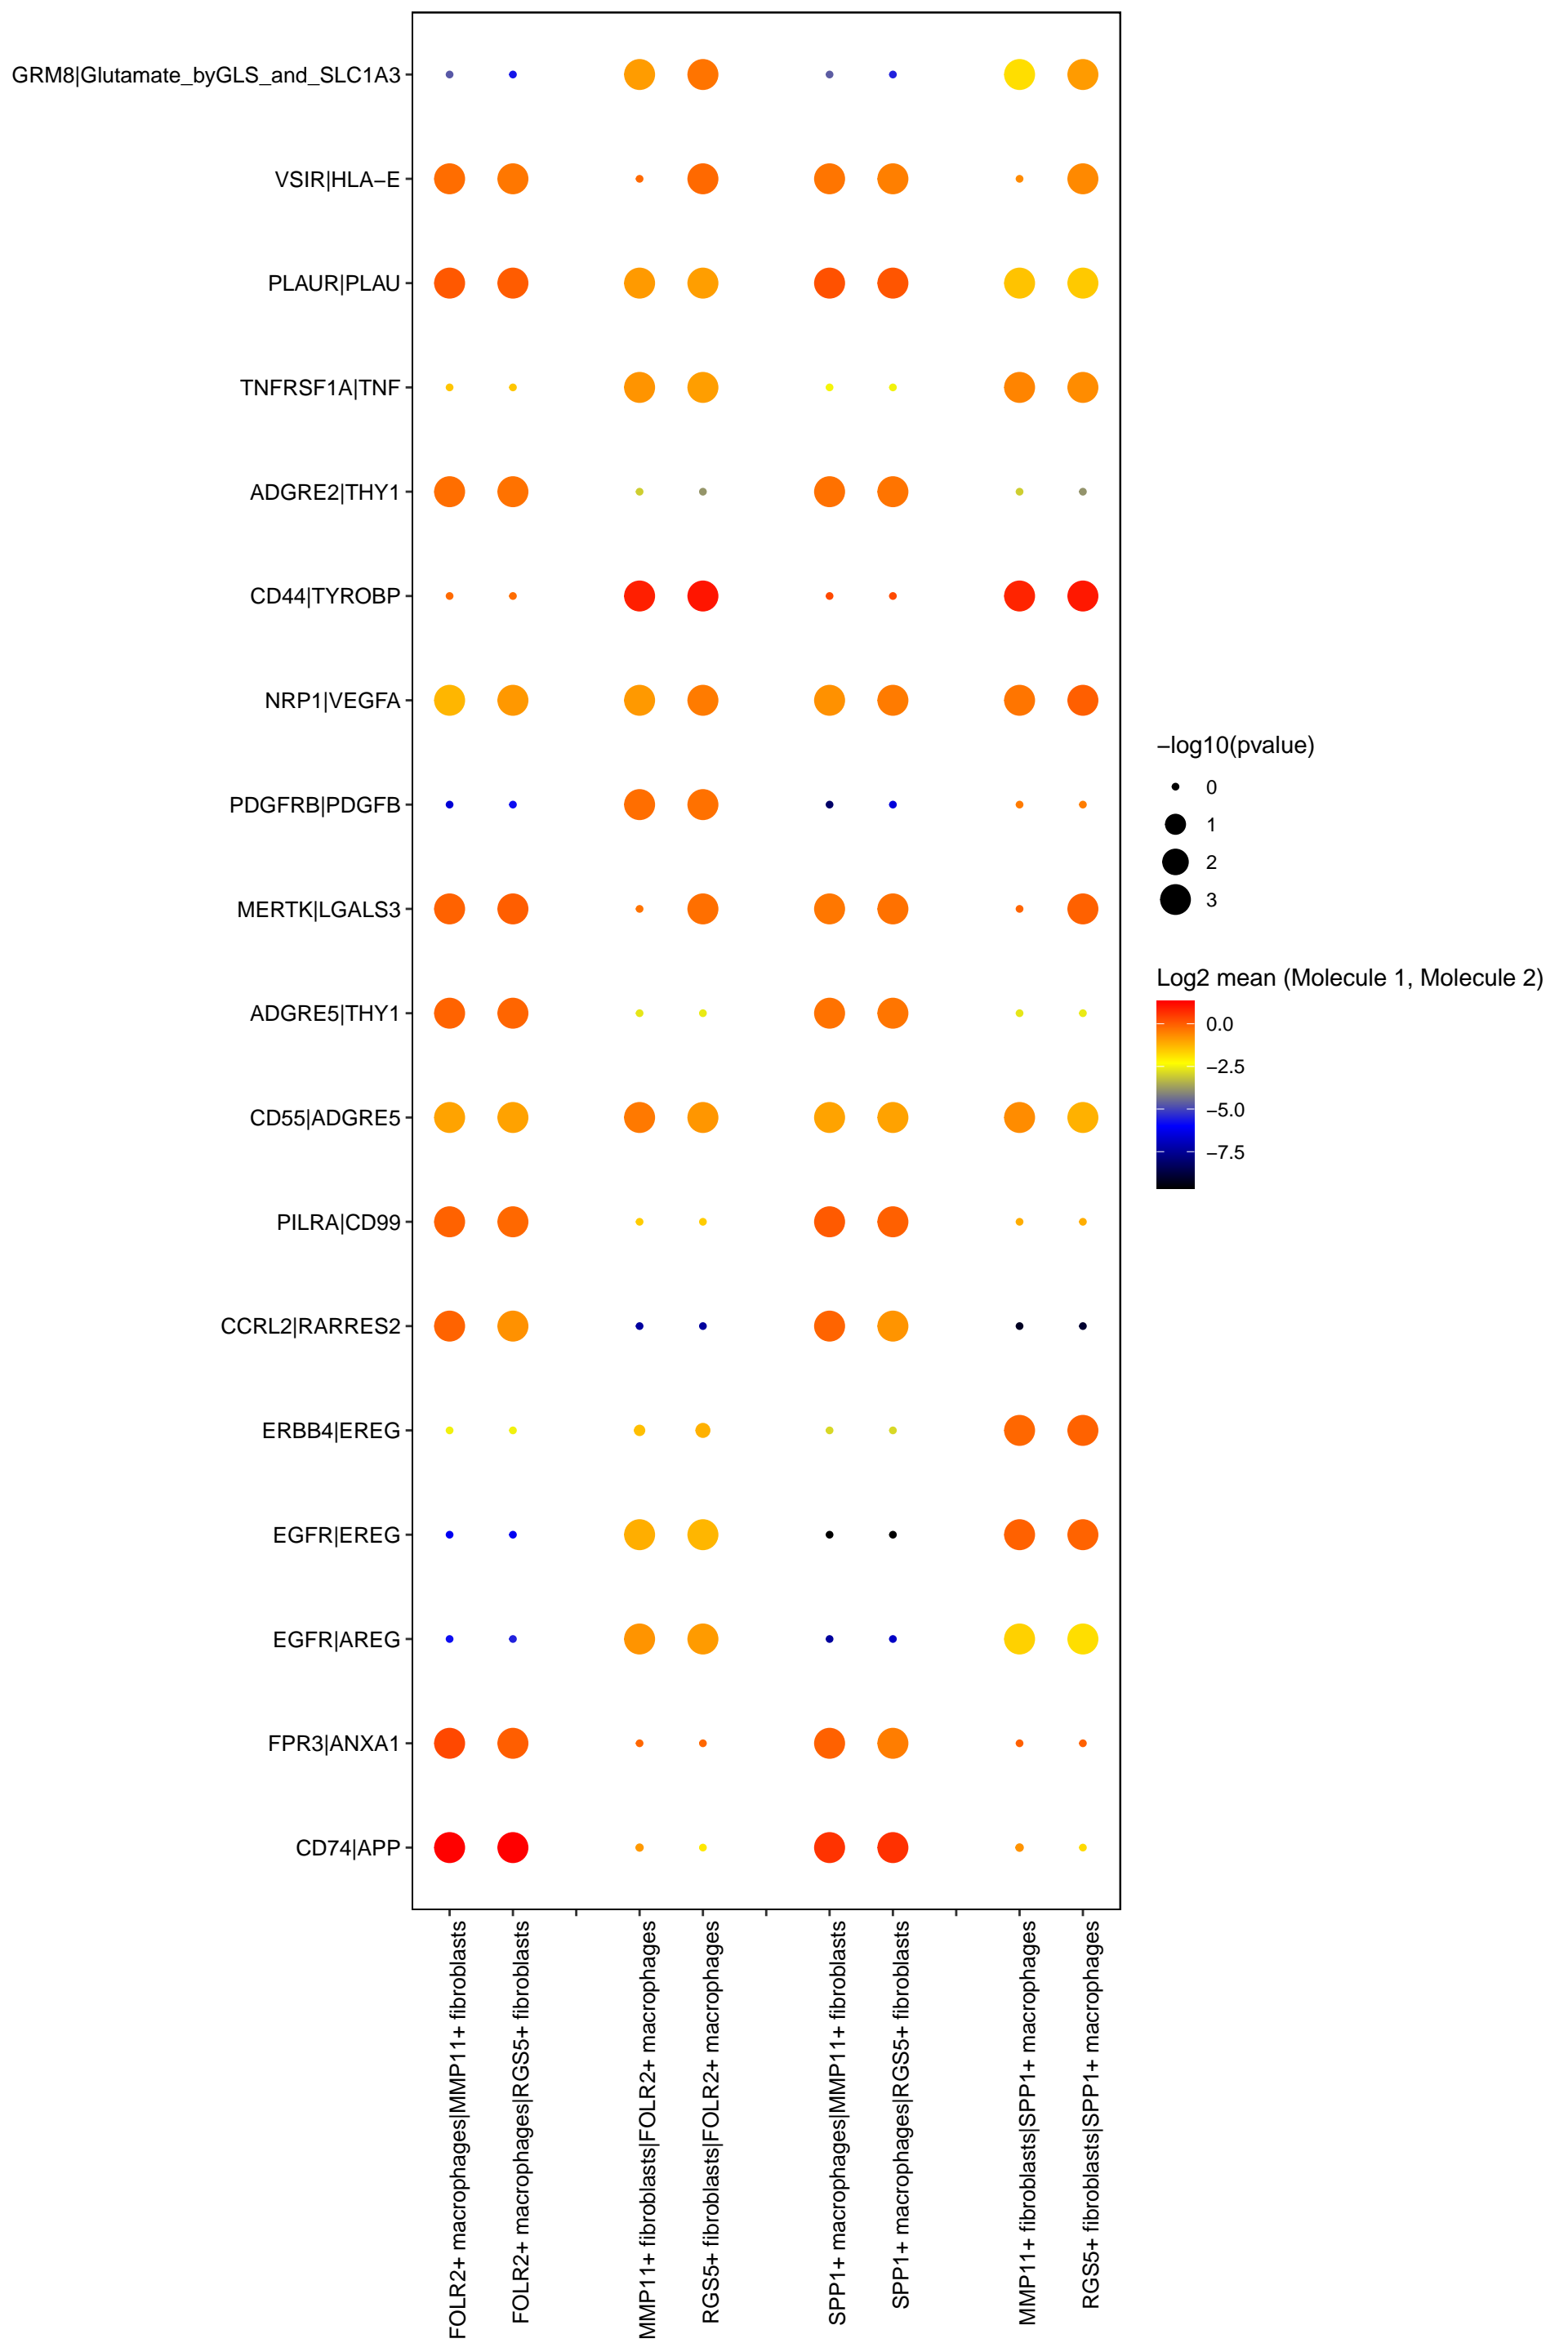 GRM8|Glutamate_byGLS_and_SLC1A3
VSIR|HLA−E
PLAUR|PLAU
TNFRSF1A|TNF
ADGRE2|THY1
CD44|TYROBP
NRP1|VEGFA
PDGFRB|PDGFB
MERTK|LGALS3
ADGRE5|THY1
CD55|ADGRE5
PILRA|CD99
CCRL2|RARRES2
ERBB4|EREG
EGFR|EREG
EGFR|AREG
FPR3|ANXA1
CD74|APP
FOLR2+ macrophages|MMP11+ fibroblasts
FOLR2+ macrophages|RGS5+ fibroblasts
MMP11+ fibroblasts|FOLR2+ macrophages
RGS5+ fibroblasts|FOLR2+ macrophages
SPP1+ macrophages|MMP11+ fibroblasts
SPP1+ macrophages|RGS5+ fibroblasts
MMP11+ fibroblasts|SPP1+ macrophages
RGS5+ fibroblasts|SPP1+ macrophages
−log10(pvalue)
0
1
2
3
Log2 mean (Molecule 1, Molecule 2)
0.0
−2.5
−5.0
−7.5